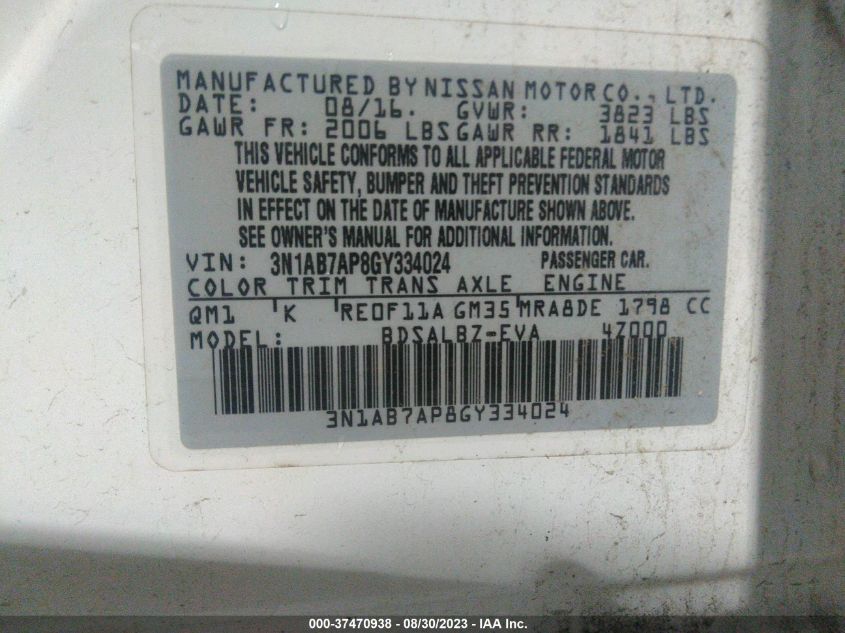 MANUFACTURED BY NISSAN MOTOR CO., LTD.
DATE: 08/16. GVWR: 3823 LBS
GAWR FR: 2006 LBS GAWR RR: 1841 LBS
THIS VEHICLE CONFORMS TO ALL APPLICABLE FEDERAL MOTOR
VEHICLE SAFETY, BUMPER AND THEFT PREVENTION STANDARDS
IN EFFECT ON THE DATE OF MANUFACTURE SHOWN ABOVE.
SEE OWNER'S MANUAL FOR ADDITIONAL INFORMATION.
VIN: 3N1AB7AP8GY334024 PASSENGER CAR.
COLOR TRIM TRANS AXLE ENGINE
QM1 K RE0F11A GM35 MRA8DE 1798 CC
MODEL: BDSALBZ-EVA 4Z000
3N1AB7AP8GY334024
000-37470938 - 08/30/2023 - IAA Inc.